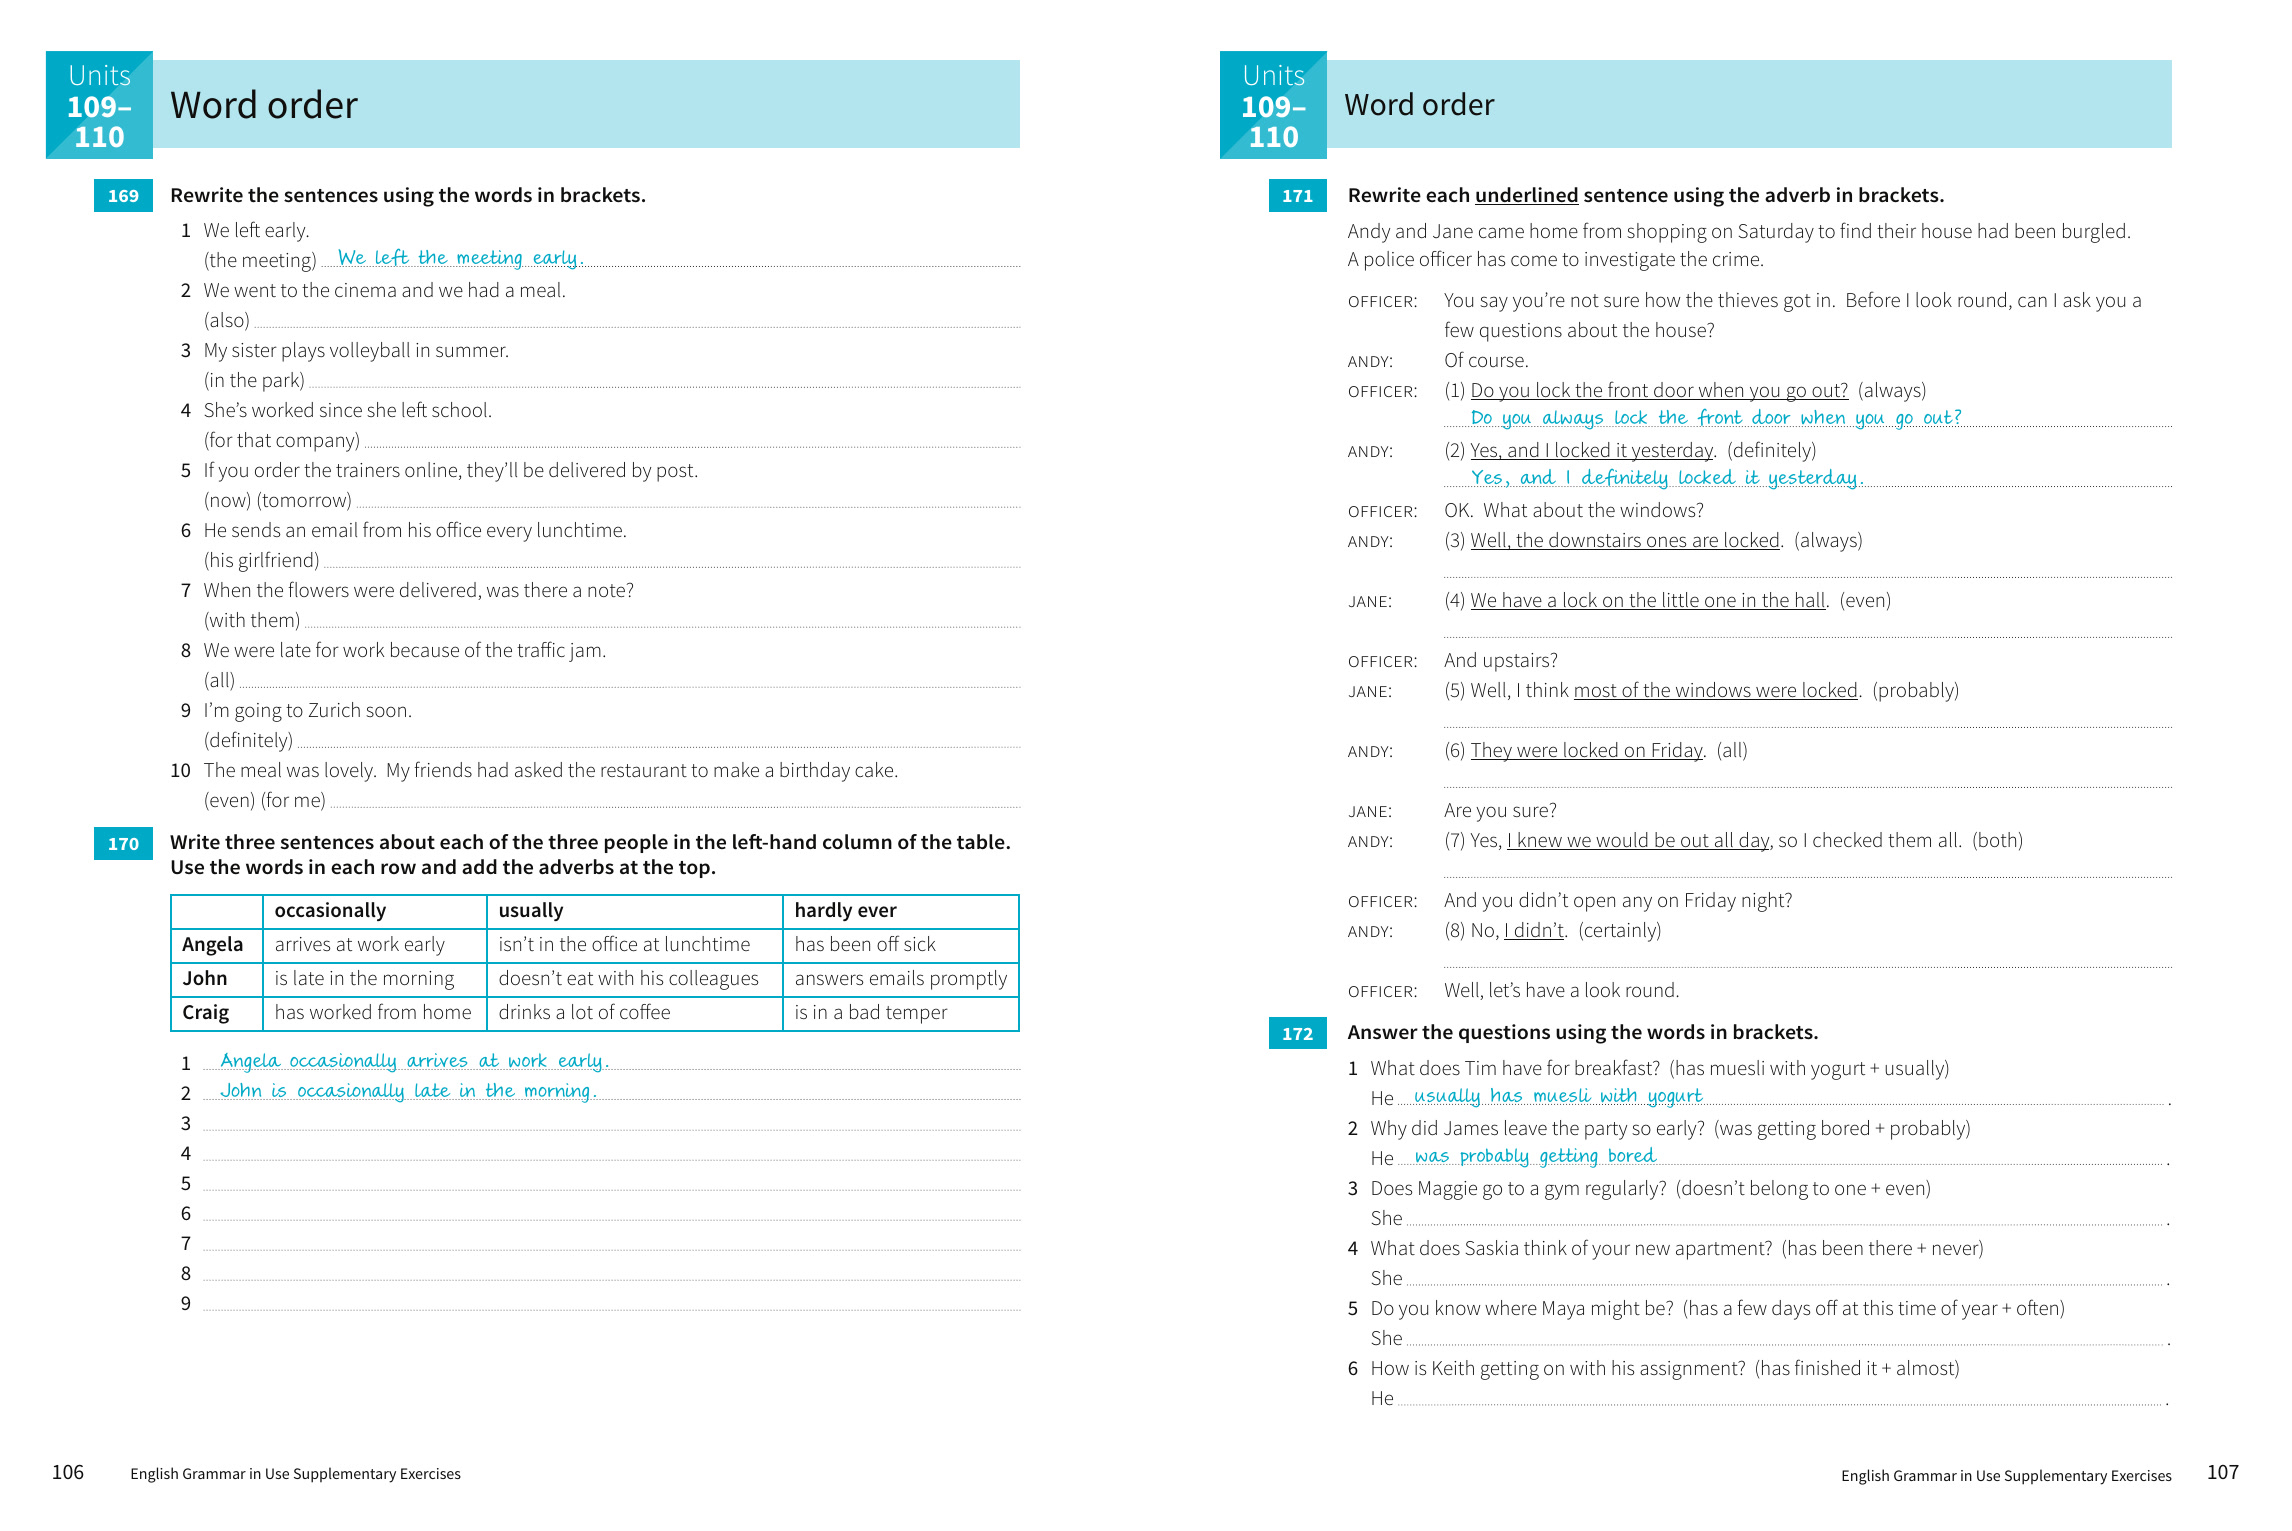 Units
109–
110
Word order
169 Rewrite the sentences using the words in brackets.
1 We left early.
(the meeting) We left the meeting early.
2 We went to the cinema and we had a meal.
(also)
3 My sister plays volleyball in summer.
(in the park)
4 She’s worked since she left school.
(for that company)
5 If you order the trainers online, they’ll be delivered by post.
(now) (tomorrow)
6 He sends an email from his office every lunchtime.
(his girlfriend)
7 When the flowers were delivered, was there a note?
(with them)
8 We were late for work because of the traffic jam.
(all)
9 I’m going to Zurich soon.
(definitely)
10 The meal was lovely. My friends had asked the restaurant to make a birthday cake.
(even) (for me)
170 Write three sentences about each of the three people in the left-hand column of the table.
Use the words in each row and add the adverbs at the top.
occasionally usually hardly ever
Angela arrives at work early isn’t in the office at lunchtime has been off sick
John is late in the morning doesn’t eat with his colleagues answers emails promptly
Craig has worked from home drinks a lot of coffee is in a bad temper
1 Angela occasionally arrives at work early.
2 John is occasionally late in the morning.
3
4
5
6
7
8
9
106 English Grammar in Use Supplementary Exercises
Units
109–
110
Word order
171 Rewrite each underlined sentence using the adverb in brackets.
Andy and Jane came home from shopping on Saturday to find their house had been burgled.
A police officer has come to investigate the crime.
OFFICER: You say you’re not sure how the thieves got in. Before I look round, can I ask you a
few questions about the house?
ANDY: Of course.
OFFICER: (1) Do you lock the front door when you go out? (always)
Do you always lock the front door when you go out?
ANDY: (2) Yes, and I locked it yesterday. (definitely)
Yes, and I definitely locked it yesterday.
OFFICER: OK. What about the windows?
ANDY: (3) Well, the downstairs ones are locked. (always)
JANE: (4) We have a lock on the little one in the hall. (even)
OFFICER: And upstairs?
JANE: (5) Well, I think most of the windows were locked. (probably)
ANDY: (6) They were locked on Friday. (all)
JANE: Are you sure?
ANDY: (7) Yes, I knew we would be out all day, so I checked them all. (both)
OFFICER: And you didn’t open any on Friday night?
ANDY: (8) No, I didn’t. (certainly)
OFFICER: Well, let’s have a look round.
172 Answer the questions using the words in brackets.
1 What does Tim have for breakfast? (has muesli with yogurt + usually)
He usually has muesli with yogurt .
2 Why did James leave the party so early? (was getting bored + probably)
He was probably getting bored .
3 Does Maggie go to a gym regularly? (doesn’t belong to one + even)
She .
4 What does Saskia think of your new apartment? (has been there + never)
She .
5 Do you know where Maya might be? (has a few days off at this time of year + often)
She .
6 How is Keith getting on with his assignment? (has finished it + almost)
He .
English Grammar in Use Supplementary Exercises 107